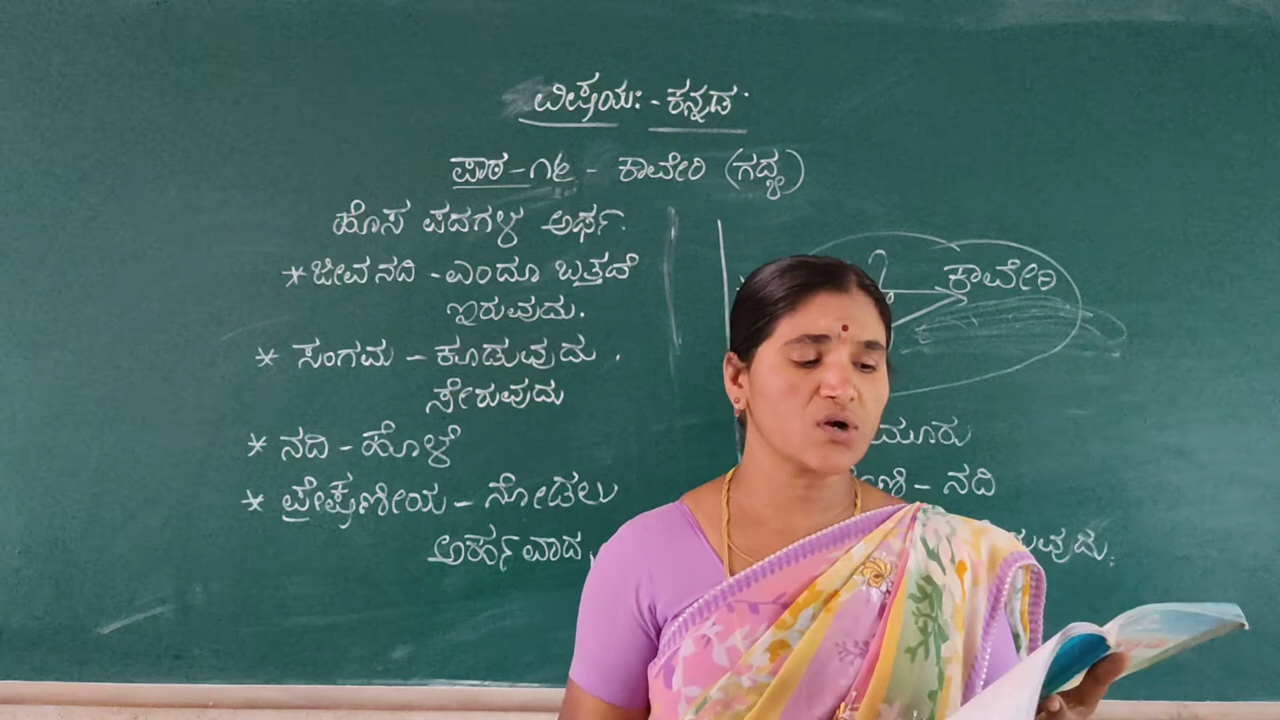 ವಿಷಯ: - ಕನ್ನಡ.
ಪಾಠ - ೧೬ - ಕಾವೇರಿ (ಗದ್ಯ)
ಹೊಸ ಪದಗಳ ಅರ್ಥ.
* ಜೀವನದಿ - ಎಂದೂ ಬತ್ತದೆ
ಇರುವುದು.
* ಸಂಗಮ - ಕೂಡುವುದು.
ಸೇರುವುದು
* ನದಿ - ಹೊಳೆ
* ಪ್ರೇಕ್ಷಣೀಯ - ನೋಡಲು
ಅರ್ಹವಾದ.
ಕಾವೇರಿ
ಮೂರು
- ನದಿ